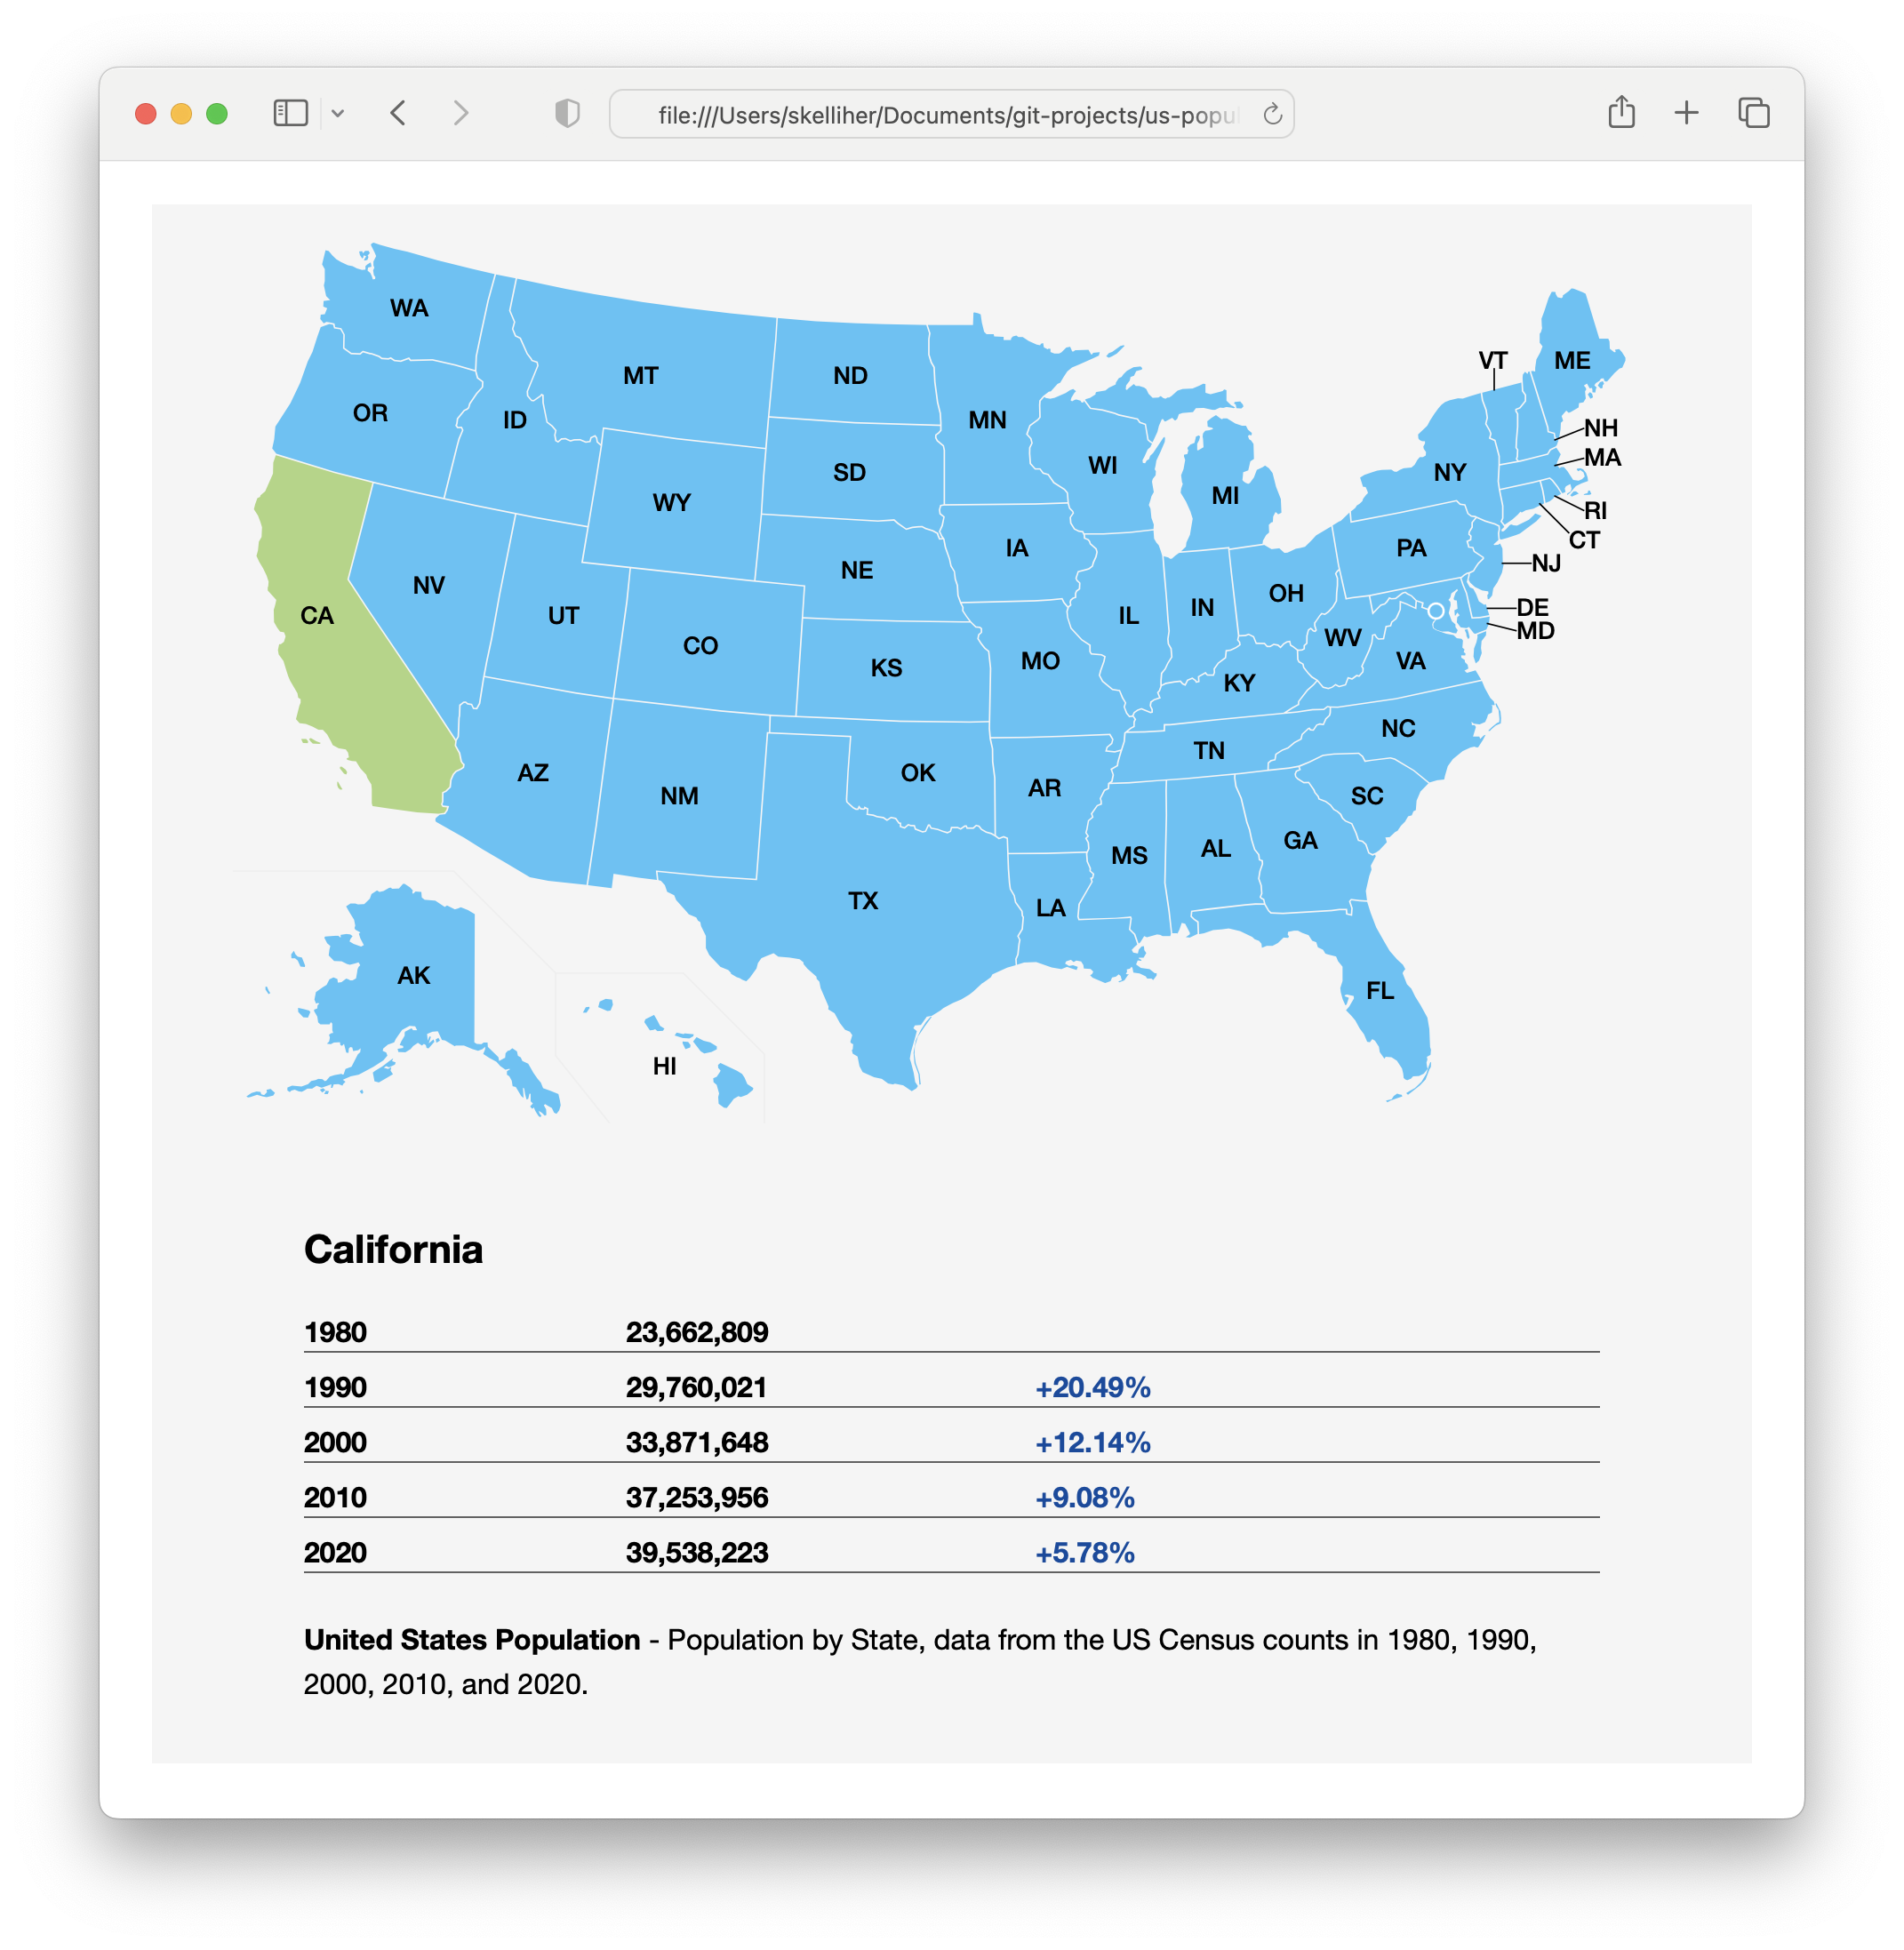 file:///Users/skelliher/Documents/git-projects/us-popu
WA
MT
ND
MN
VT
ME
OR
ID
NH
WI
MA
SD
NY
MI
WY
RI
CT
IA
PA
NJ
NE
NV
OH
IN
DE
CA
UT
IL
MD
WV
CO
MO
VA
KS
KY
NC
TN
AZ
OK
AR
NM
SC
GA
AL
MS
TX
LA
AK
FL
HI
California
1980 23,662,809
1990 29,760,021 +20.49%
2000 33,871,648 +12.14%
2010 37,253,956 +9.08%
2020 39,538,223 +5.78%
United States Population - Population by State, data from the US Census counts in 1980, 1990,
2000, 2010, and 2020.